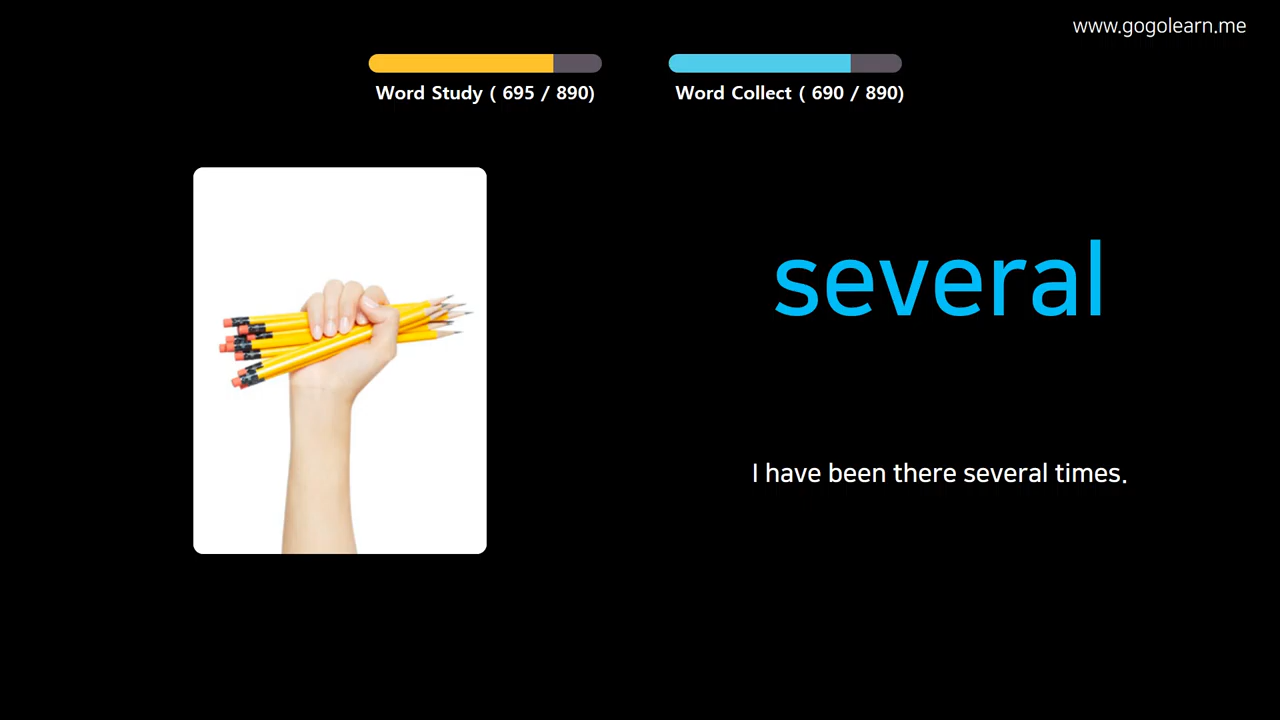 www.gogolearn.me
Word Study ( 695 / 890)
Word Collect ( 690 / 890)
several
I have been there several times.